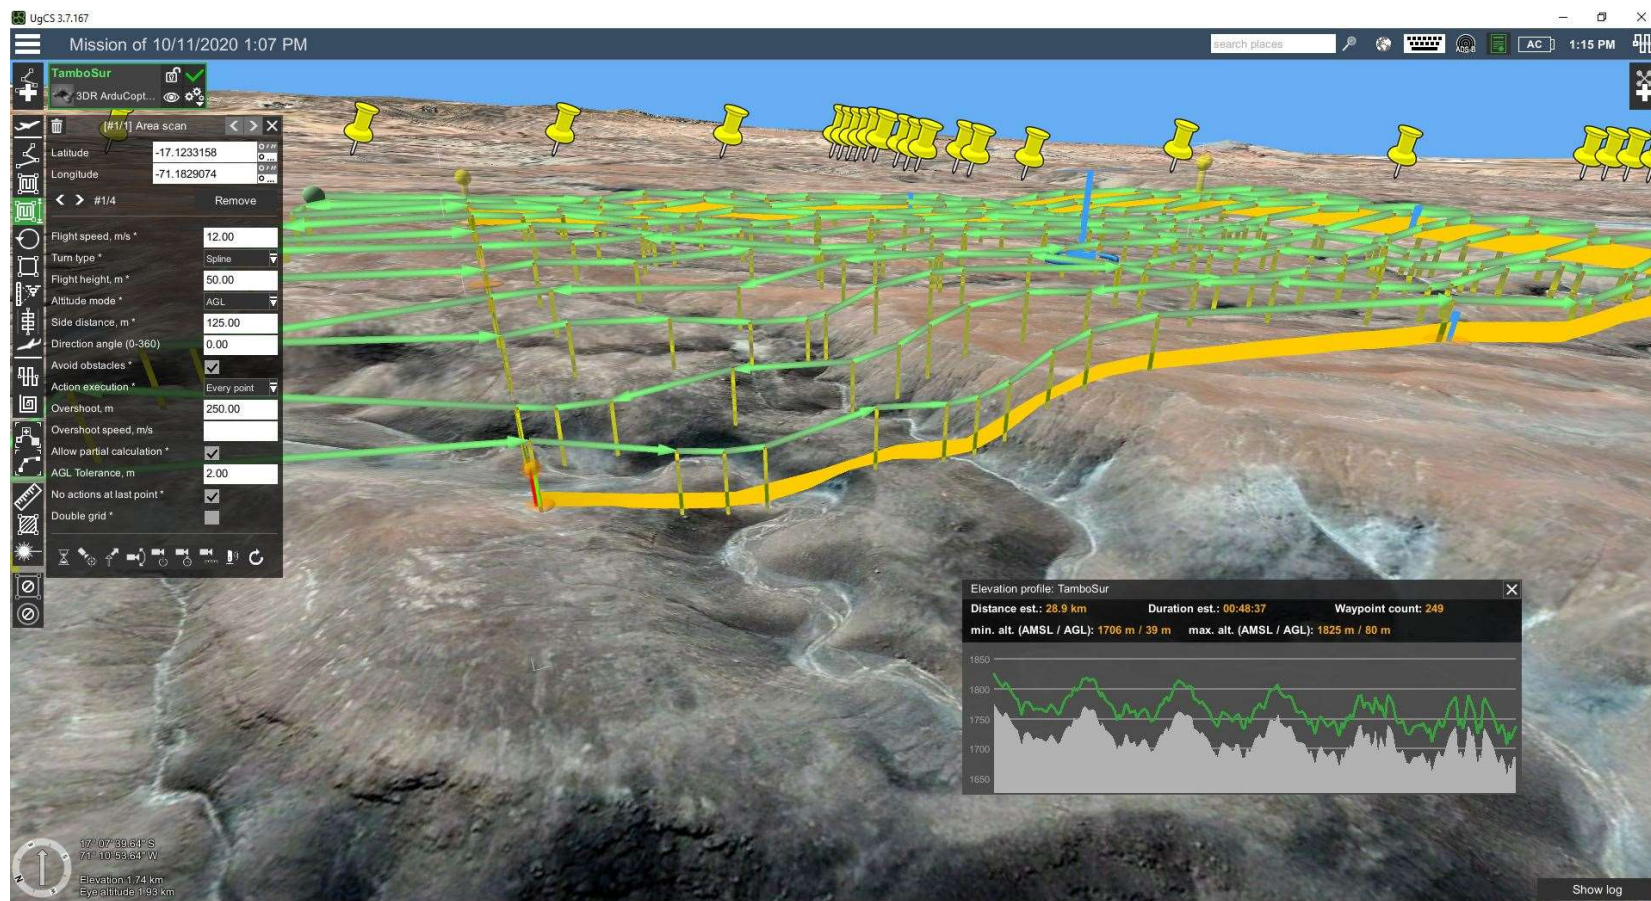 UgCS 3.7.167
Mission of 10/11/2020 1:07 PM
search places
ADS-B
AC
1:15 PM
TamboSur
3DR ArduCopt...
[#1/1] Area scan
Latitude -17.1233158
Longitude -71.1829074
#1/4 Remove
Flight speed, m/s * 12.00
Turn type * Spline
Flight height, m * 50.00
Altitude mode * AGL
Side distance, m * 125.00
Direction angle (0-360) 0.00
Avoid obstacles *
Action execution * Every point
Overshoot, m 250.00
Overshoot speed, m/s
Allow partial calculation *
AGL Tolerance, m 2.00
No actions at last point *
Double grid *
Elevation profile: TamboSur
Distance est.: 28.9 km Duration est.: 00:48:37 Waypoint count: 249
min. alt. (AMSL / AGL): 1706 m / 39 m max. alt. (AMSL / AGL): 1825 m / 80 m
1850
1800
1750
1700
1650
17° 07' 39.64" S
71° 10' 53.64" W
Elevation 1.74 km
Eye altitude 1.93 km
Show log